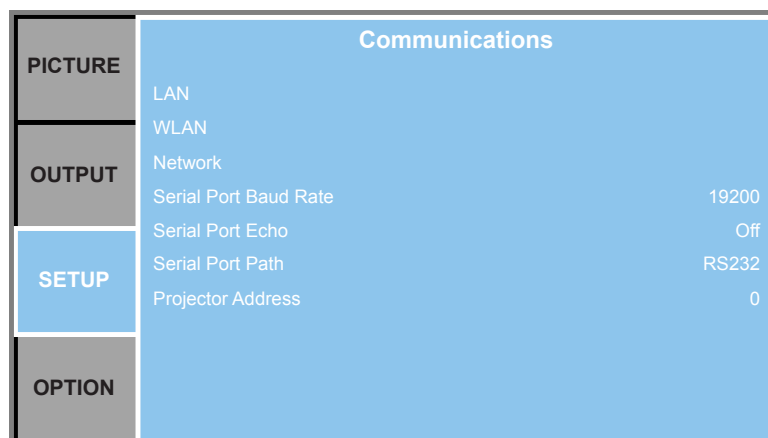 PICTURE
OUTPUT
SETUP
OPTION
Communications
LAN
WLAN
Network
Serial Port Baud Rate 19200
Serial Port Echo Off
Serial Port Path RS232
Projector Address 0